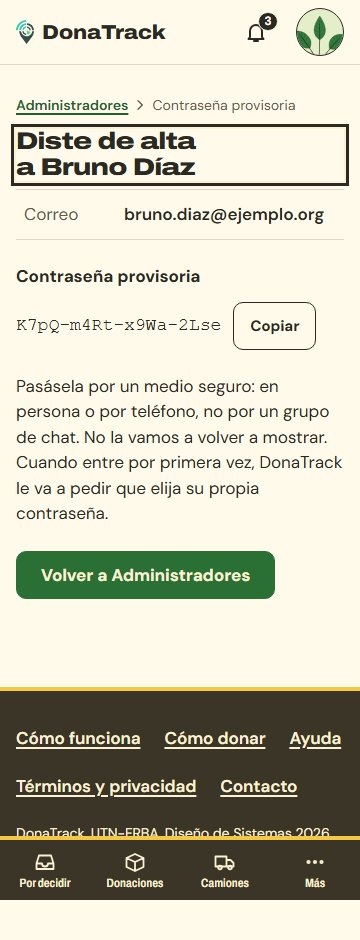 DonaTrack
3
Administradores > Contraseña provisoria
Diste de alta
a Bruno Díaz
Correo bruno.diaz@ejemplo.org
Contraseña provisoria
K7pQ-m4Rt-x9Wa-2Lse Copiar
Pasásela por un medio seguro: en
persona o por teléfono, no por un grupo
de chat. No la vamos a volver a mostrar.
Cuando entre por primera vez, DonaTrack
le va a pedir que elija su propia
contraseña.
Volver a Administradores
Cómo funciona Cómo donar Ayuda
Términos y privacidad Contacto
DonaTrack. UTN-FRBA. Diseño de Sistemas 2026
Por decidir Donaciones Camiones Más